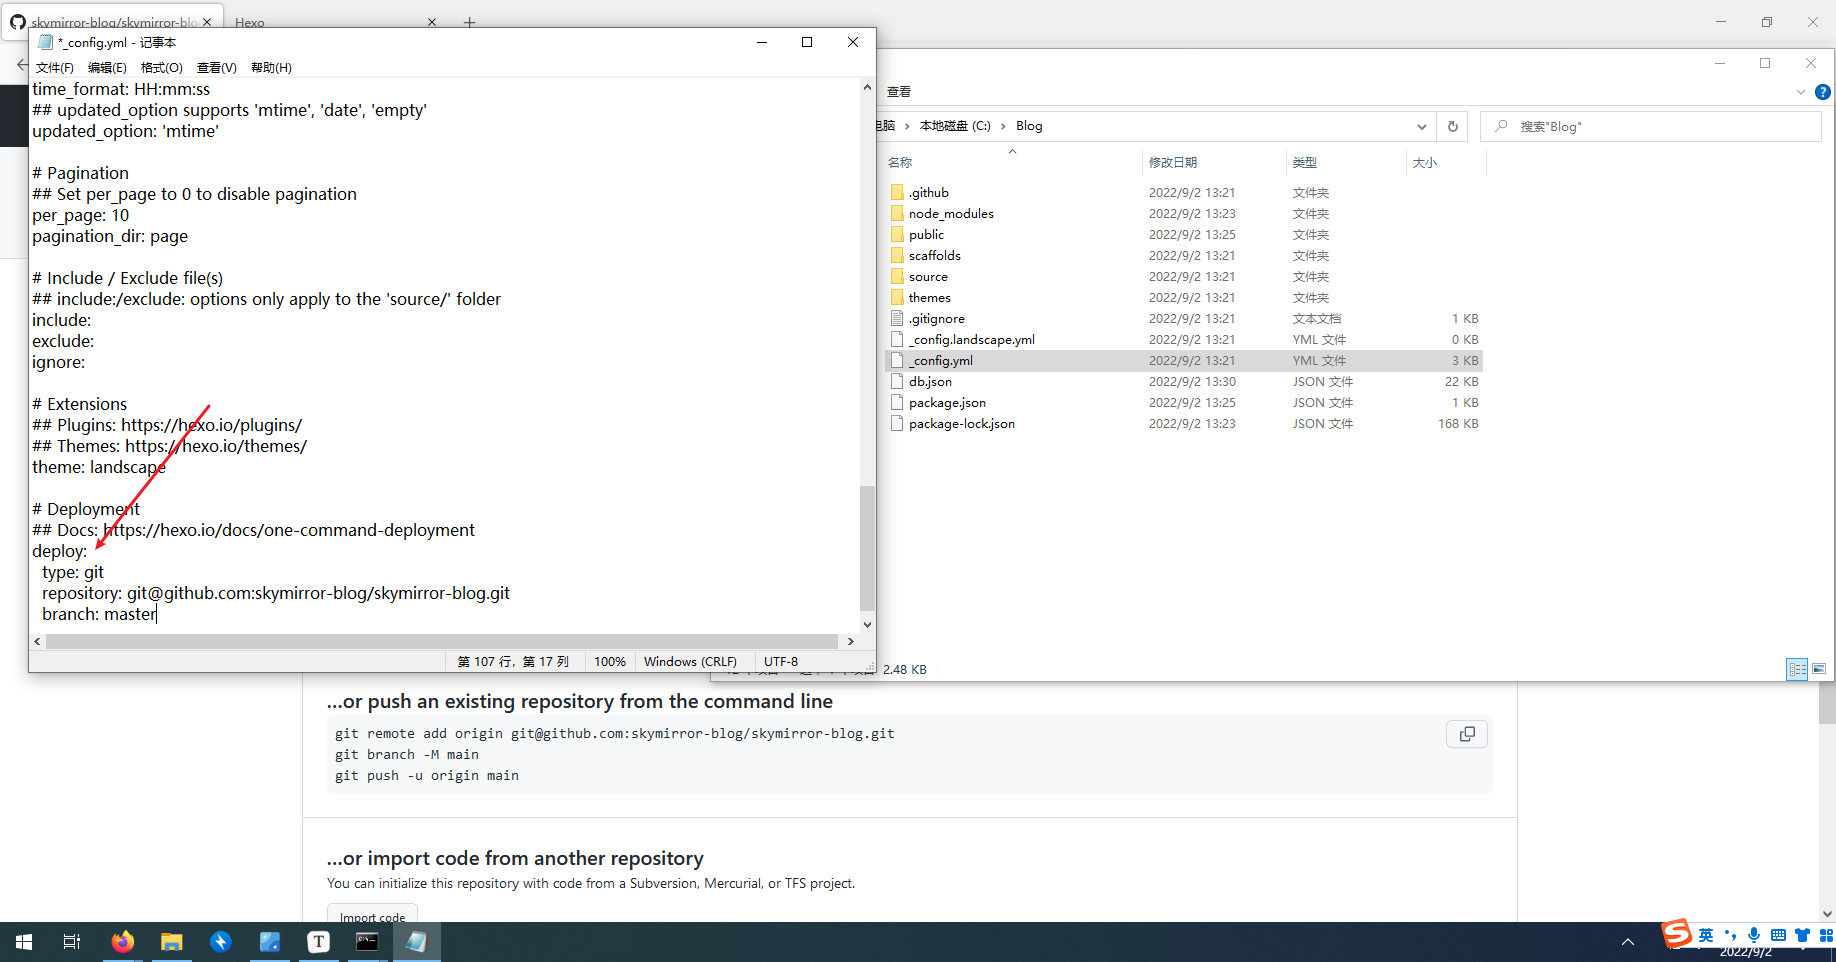 skymirror-blog/skymirror-blo
Hexo
*_config.yml - 记事本
文件(F) 编辑(E) 格式(O) 查看(V) 帮助(H)
time_format: HH:mm:ss
## updated_option supports 'mtime', 'date', 'empty'
updated_option: 'mtime'
# Pagination
## Set per_page to 0 to disable pagination
per_page: 10
pagination_dir: page
# Include / Exclude file(s)
## include:/exclude: options only apply to the 'source/' folder
include:
exclude:
ignore:
# Extensions
## Plugins: https://hexo.io/plugins/
## Themes: https://hexo.io/themes/
theme: landscape
# Deployment
## Docs: https://hexo.io/docs/one-command-deployment
deploy:
type: git
repository: git@github.com:skymirror-blog/skymirror-blog.git
branch: master
第 107 行，第 17 列 100% Windows (CRLF) UTF-8
查看
电脑 › 本地磁盘 (C:) › Blog
搜索"Blog"
名称 修改日期 类型 大小
.github 2022/9/2 13:21 文件夹
node_modules 2022/9/2 13:23 文件夹
public 2022/9/2 13:25 文件夹
scaffolds 2022/9/2 13:21 文件夹
source 2022/9/2 13:21 文件夹
themes 2022/9/2 13:21 文件夹
.gitignore 2022/9/2 13:21 文本文档 1 KB
_config.landscape.yml 2022/9/2 13:21 YML 文件 0 KB
_config.yml 2022/9/2 13:21 YML 文件 3 KB
db.json 2022/9/2 13:30 JSON 文件 22 KB
package.json 2022/9/2 13:25 JSON 文件 1 KB
package-lock.json 2022/9/2 13:23 JSON 文件 168 KB
2.48 KB
...or push an existing repository from the command line
git remote add origin git@github.com:skymirror-blog/skymirror-blog.git
git branch -M main
git push -u origin main
...or import code from another repository
You can initialize this repository with code from a Subversion, Mercurial, or TFS project.
Import code
英
2022/9/2